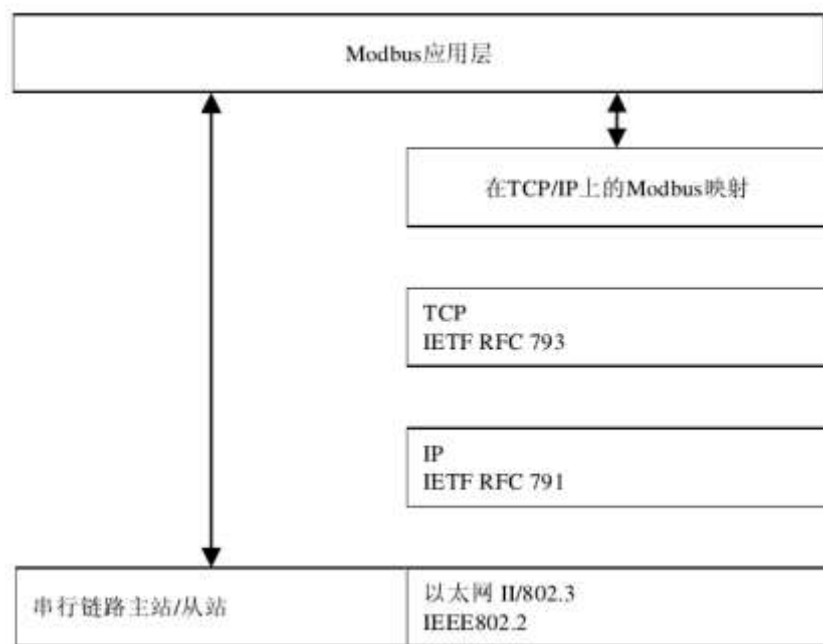 Modbus应用层
在TCP/IP上的Modbus映射
TCP
IETF RFC 793
IP
IETF RFC 791
串行链路主站/从站
以太网 II/802.3
IEEE802.2